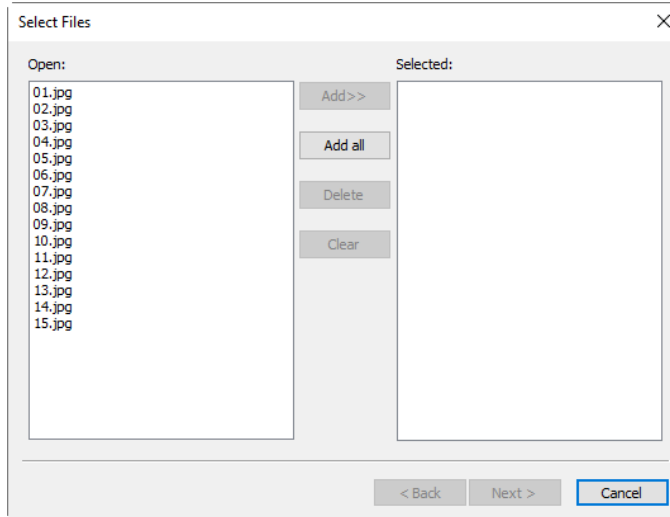 Select Files
Open:
Selected:
01.jpg
02.jpg
03.jpg
04.jpg
05.jpg
06.jpg
07.jpg
08.jpg
09.jpg
10.jpg
11.jpg
12.jpg
13.jpg
14.jpg
15.jpg
Add>>
Add all
Delete
Clear
< Back
Next >
Cancel